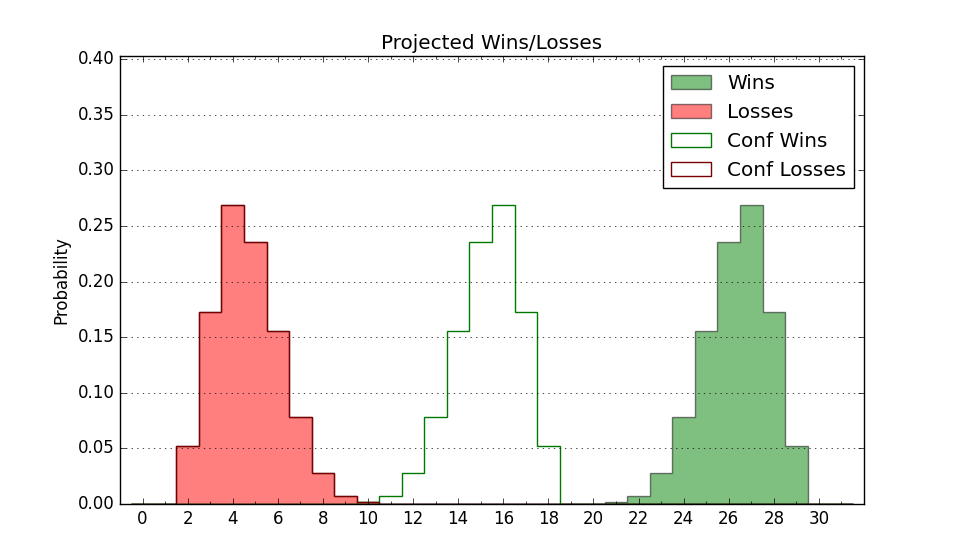 Projected Wins/Losses
0.40
0.35
0.30
0.25
0.20
0.15
0.10
0.05
0.00
Probability
Wins
Losses
Conf Wins
Conf Losses
0 2 4 6 8 10 12 14 16 18 20 22 24 26 28 30